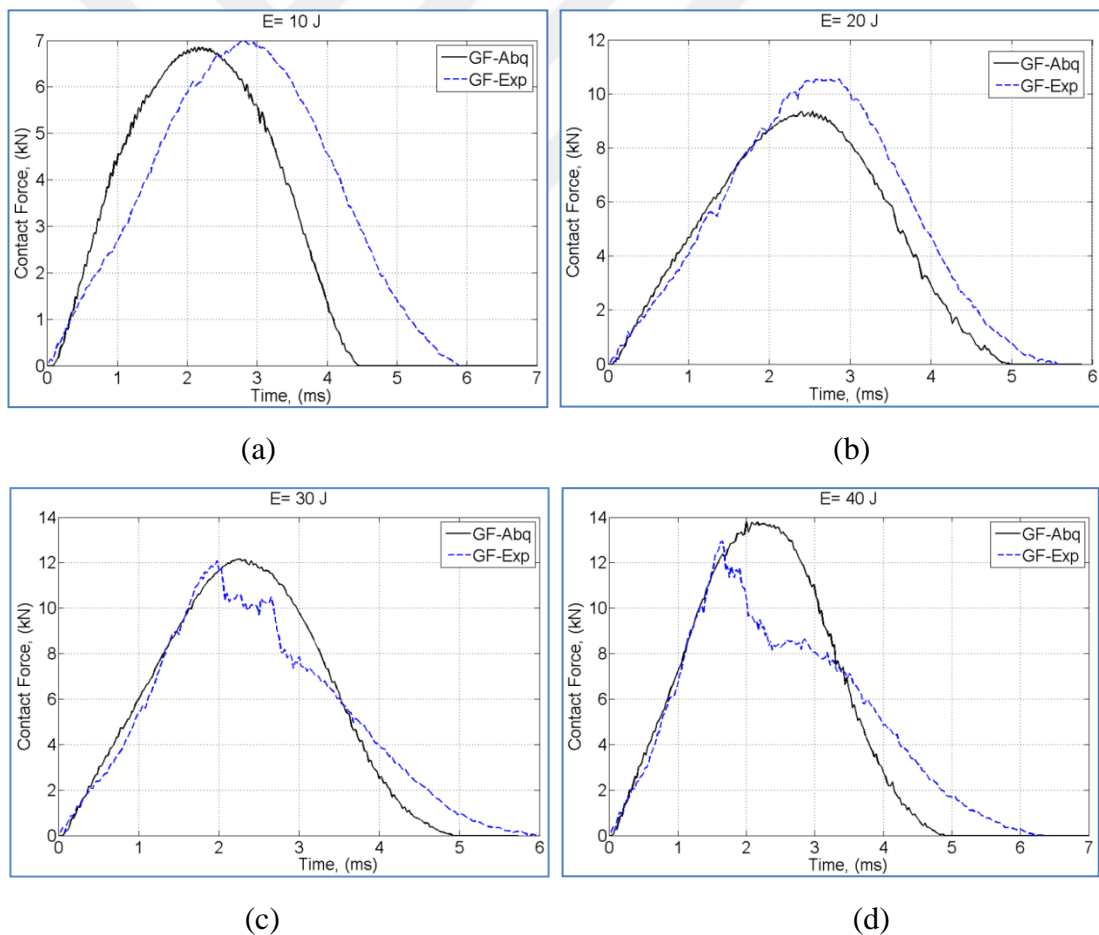 E= 10 J
GF-Abq
GF-Exp
Contact Force, (kN)
7
6
5
4
3
2
1
0
0 1 2 3 4 5 6 7
Time, (ms)
(a)
E= 20 J
GF-Abq
GF-Exp
Contact Force, (kN)
12
10
8
6
4
2
0
0 1 2 3 4 5 6
Time, (ms)
(b)
E= 30 J
GF-Abq
GF-Exp
Contact Force, (kN)
14
12
10
8
6
4
2
0
0 1 2 3 4 5 6
Time, (ms)
(c)
E= 40 J
GF-Abq
GF-Exp
Contact Force, (kN)
14
12
10
8
6
4
2
0
0 1 2 3 4 5 6 7
Time, (ms)
(d)